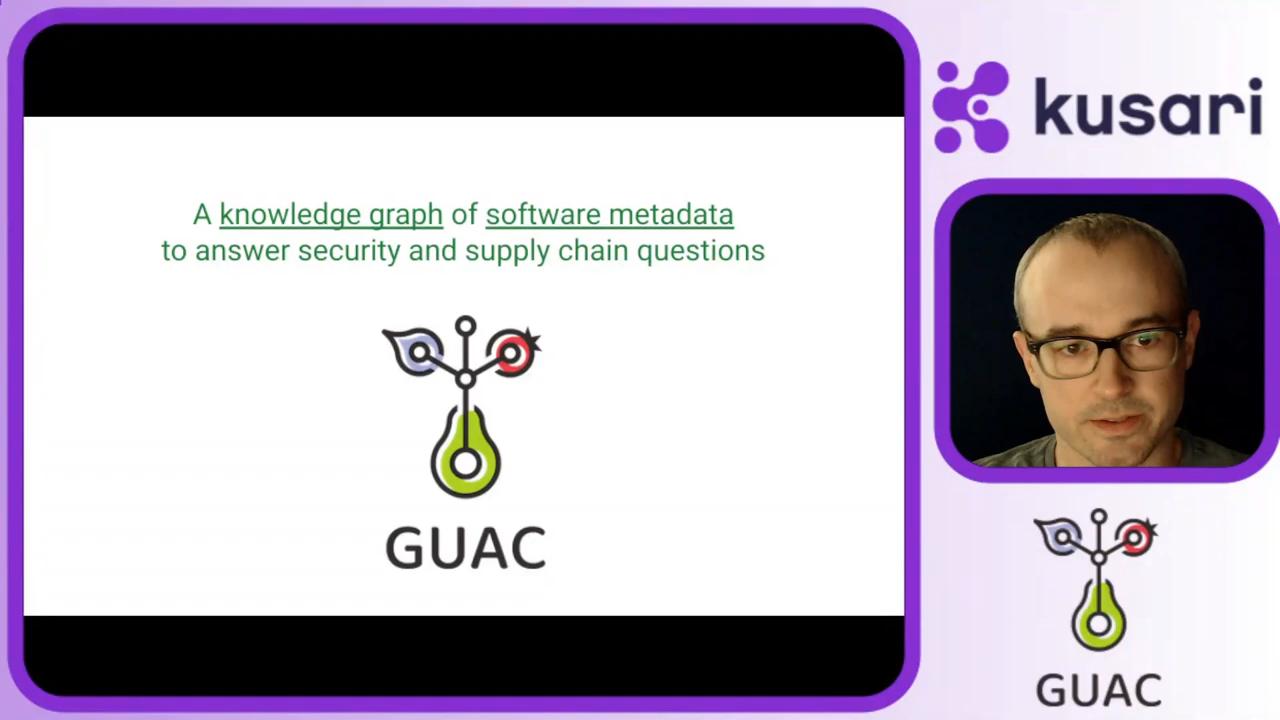 A knowledge graph of software metadata
to answer security and supply chain questions
GUAC
kusari
GUAC